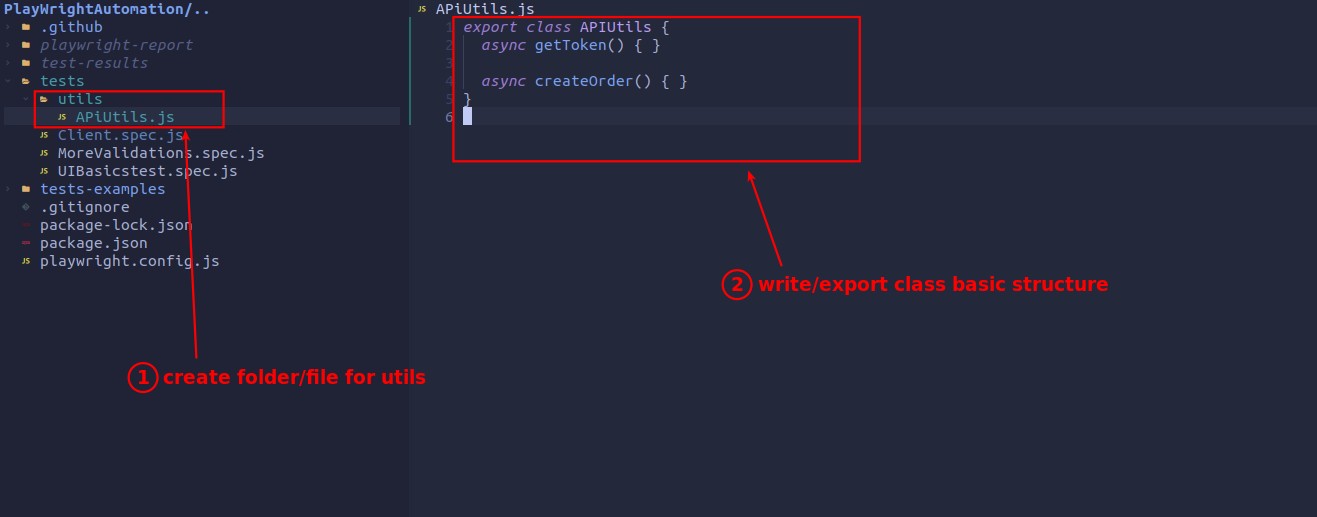 PlayWrightAutomation/..
.github
playwright-report
test-results
tests
utils
JS APiUtils.js
JS Client.spec.js
JS MoreValidations.spec.js
JS UIBasicstest.spec.js
tests-examples
.gitignore
package-lock.json
package.json
JS playwright.config.js
① create folder/file for utils
JS APiUtils.js
1 export class APIUtils {
2 async getToken() { }
3
4 async createOrder() { }
5 }
6
② write/export class basic structure